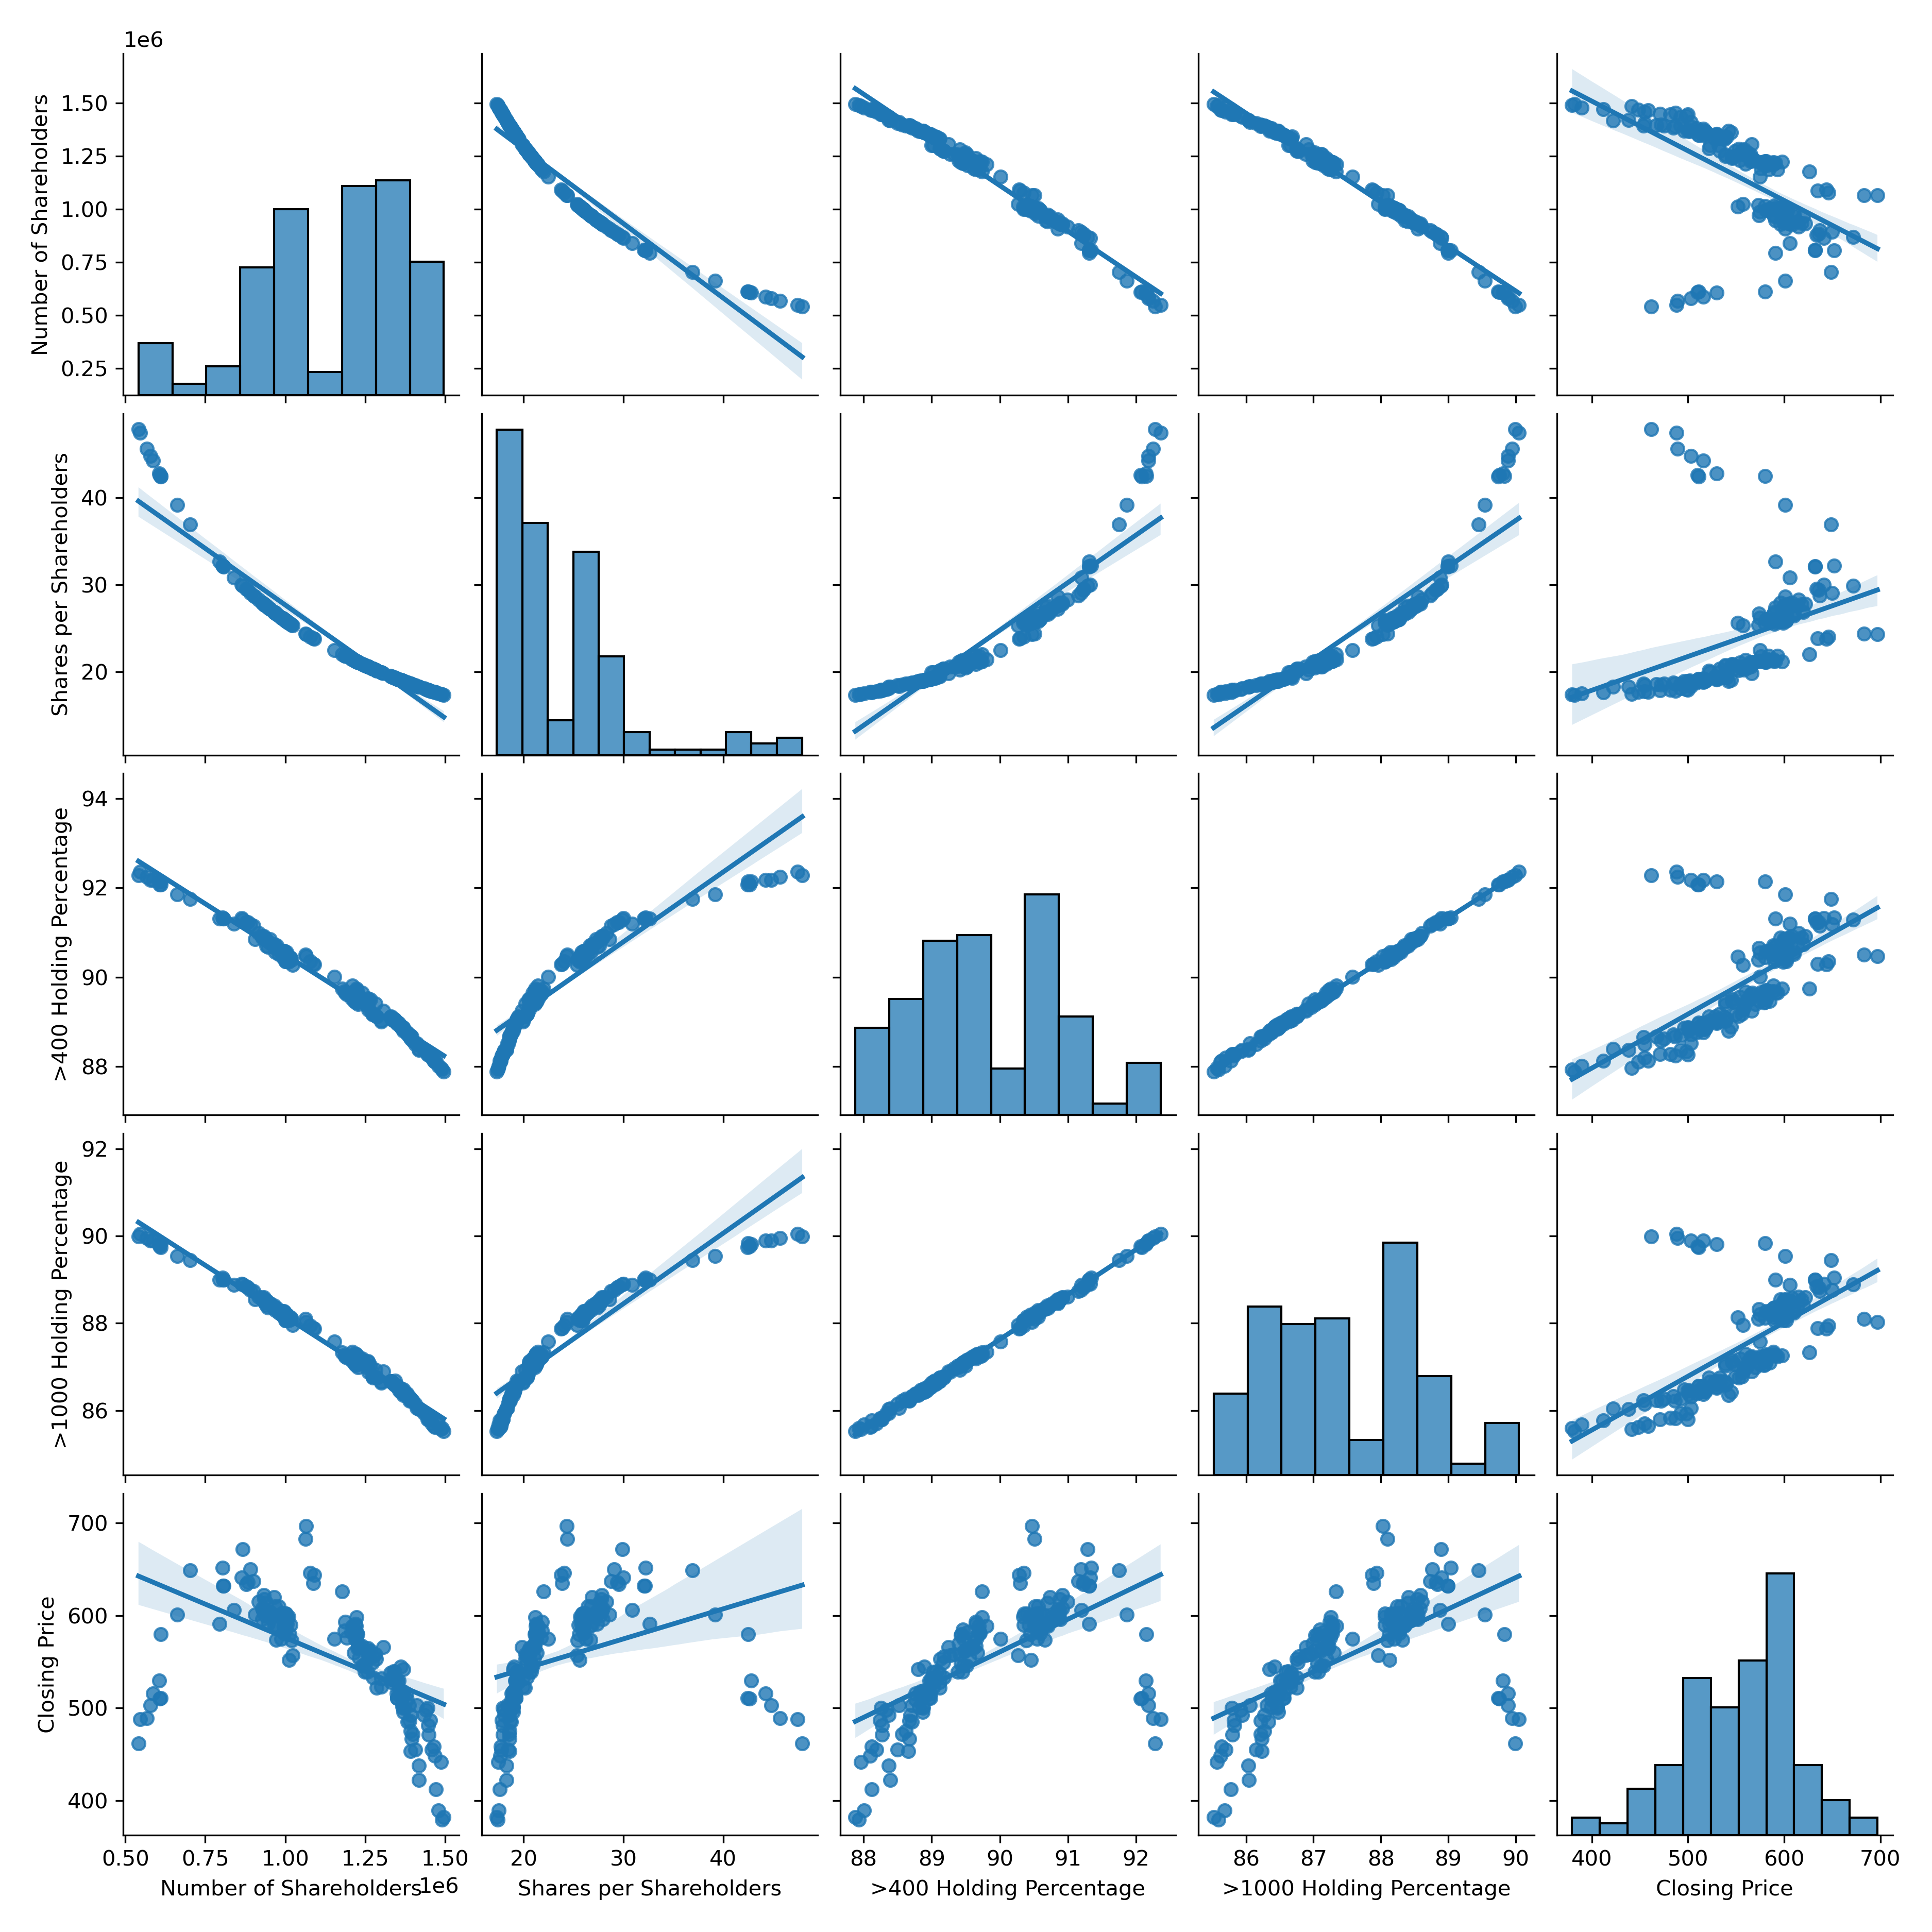 1e6
1.50
1.25
1.00
0.75
0.50
0.25
Number of Shareholders
40
30
20
Shares per Shareholders
94
92
90
88
>400 Holding Percentage
92
90
88
86
>1000 Holding Percentage
700
600
500
400
Closing Price
0.50 0.75 1.00 1.25 1.50
1e6
Number of Shareholders
20 30 40
Shares per Shareholders
88 89 90 91 92
>400 Holding Percentage
86 87 88 89 90
>1000 Holding Percentage
400 500 600 700
Closing Price